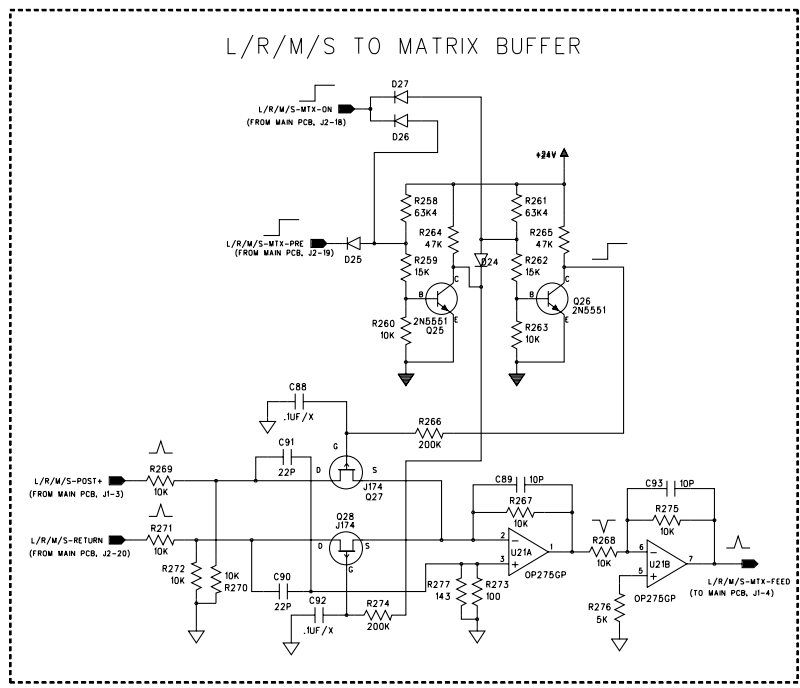 L/R/M/S TO MATRIX BUFFER
D27
L/R/M/S-MTX-ON
(FROM MAIN PCB, J2-18)
D26
+24V
R258
63K4
R261
63K4
L/R/M/S-MTX-PRE
(FROM MAIN PCB, J2-19)
D25
R264
47K
R265
47K
R259
15K
D24
R262
15K
C
B
E
C
B
E
R260
10K
2N5551
Q25
Q26
2N5551
R263
10K
C88
.1UF/X
R266
200K
C91
22P
G
D
S
J174
Q27
L/R/M/S-POST+
(FROM MAIN PCB, J1-3)
R269
10K
C89
10P
R267
10K
C93
10P
R275
10K
Q28
J174
L/R/M/S-RETURN
(FROM MAIN PCB, J2-20)
R271
10K
D
S
G
2
3
1
U21A
OP275GP
R268
10K
6
5
7
U21B
OP275GP
L/R/M/S-MTX-FEED
(TO MAIN PCB, J1-4)
R272
10K
10K
R270
C90
22P
C92
.1UF/X
R274
200K
R277
143
R273
100
R276
5K
-
+
-
+